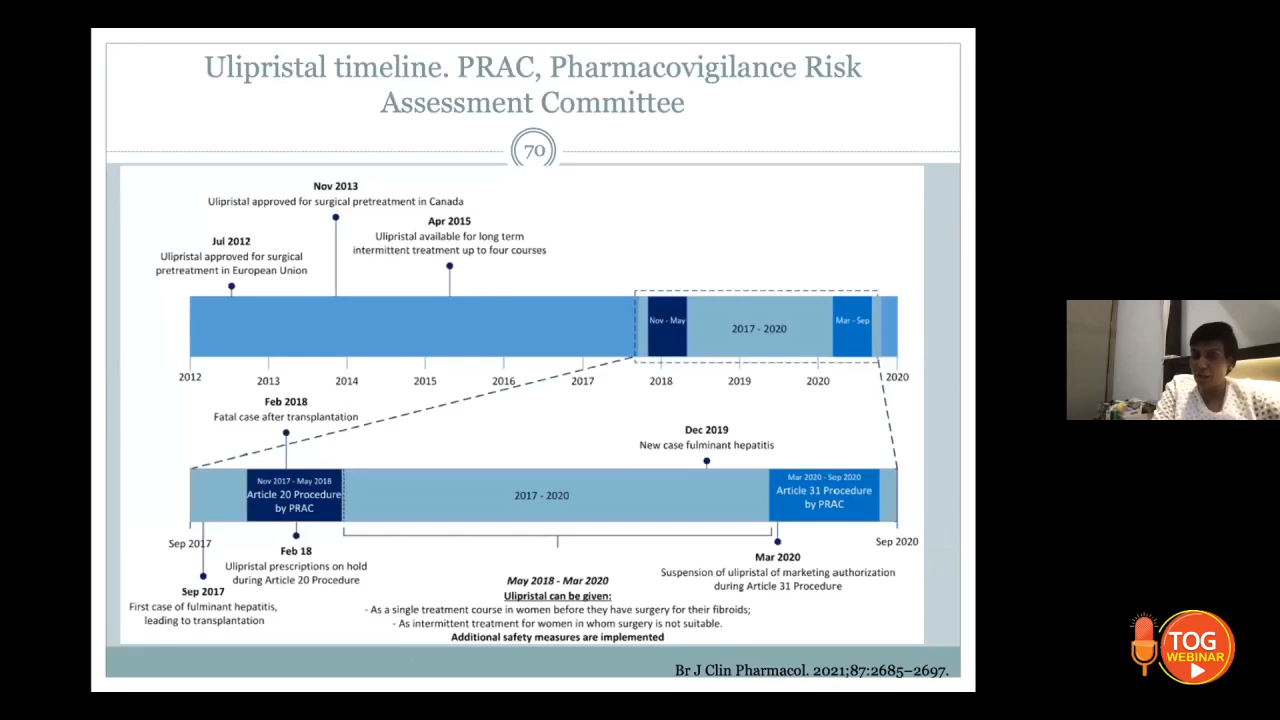 Ulipristal timeline. PRAC, Pharmacovigilance Risk
Assessment Committee
70
Nov 2013
Ulipristal approved for surgical pretreatment in Canada
Apr 2015
Ulipristal available for long term
intermittent treatment up to four courses
Jul 2012
Ulipristal approved for surgical
pretreatment in European Union
Nov - May
2017 - 2020
Mar - Sep
2012
2013
2014
2015
2016
2017
2018
2019
2020
2020
Feb 2018
Fatal case after transplantation
Dec 2019
New case fulminant hepatitis
Nov 2017 - May 2018
Article 20 Procedure
by PRAC
2017 - 2020
Mar 2020 - Sep 2020
Article 31 Procedure
by PRAC
Sep 2017
Sep 2020
Feb 18
Ulipristal prescriptions on hold
during Article 20 Procedure
Mar 2020
Suspension of ulipristal of marketing authorization
during Article 31 Procedure
Sep 2017
First case of fulminant hepatitis,
leading to transplantation
May 2018 - Mar 2020
Ulipristal can be given:
- As a single treatment course in women before they have surgery for their fibroids;
- As intermittent treatment for women in whom surgery is not suitable.
Additional safety measures are implemented
Br J Clin Pharmacol. 2021;87:2685–2697.
TOG
WEBINAR